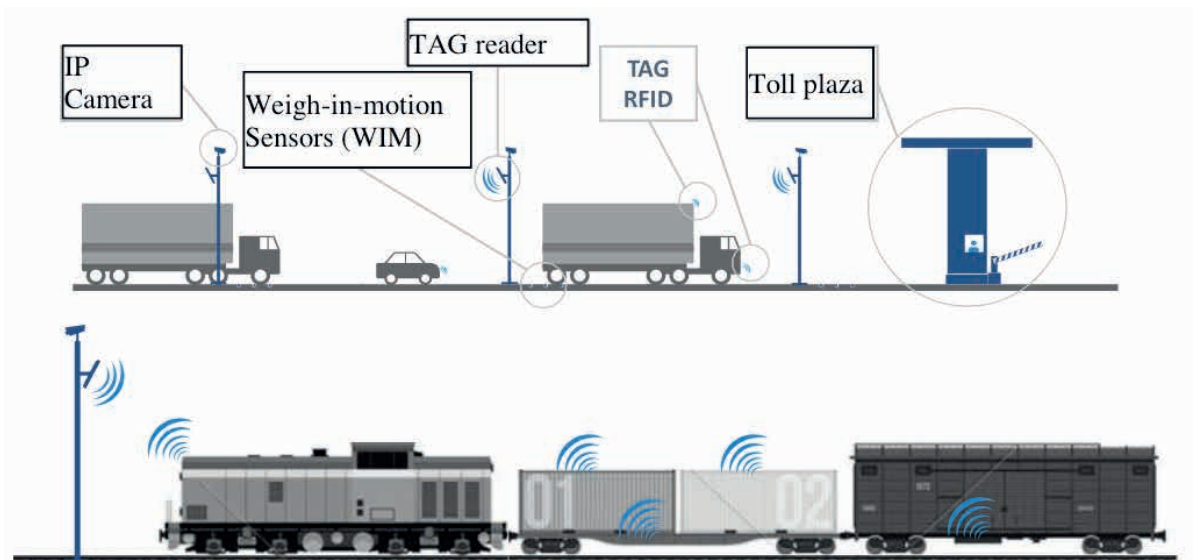 IP
Camera
TAG reader
Weigh-in-motion
Sensors (WIM)
TAG
RFID
Toll plaza
01
02